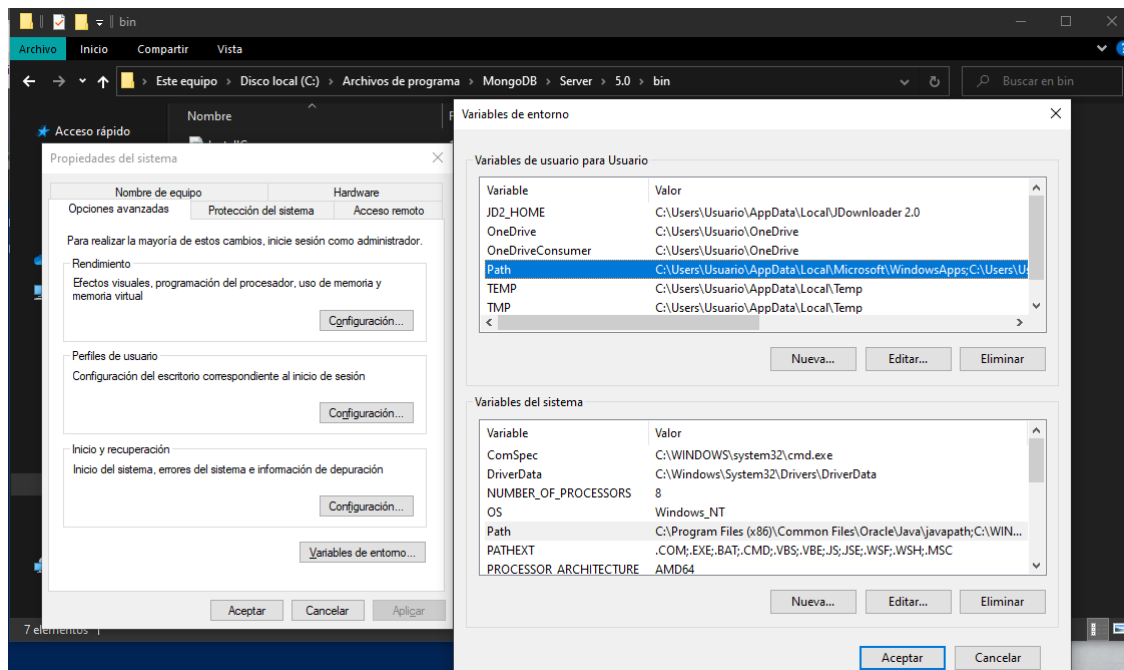 bin
Archivo Inicio Compartir Vista
Este equipo > Disco local (C:) > Archivos de programa > MongoDB > Server > 5.0 > bin
Buscar en bin
Nombre
Acceso rápido
7 elementos
Propiedades del sistema
Nombre de equipo Hardware
Opciones avanzadas Protección del sistema Acceso remoto
Para realizar la mayoría de estos cambios, inicie sesión como administrador.
Rendimiento
Efectos visuales, programación del procesador, uso de
memoria y
memoria virtual
Configuración...
Perfiles de usuario
Configuración del escritorio correspondiente al inicio de sesión
Configuración...
Inicio y recuperación
Inicio del sistema, errores del sistema e información de depuración
Configuración...
Variables de entorno...
Aceptar Cancelar Aplicar
Variables de entorno
Variables de usuario para Usuario
Variable Valor
JD2_HOME C:\Users\Usuario\AppData\Local\JDownloader 2.0
OneDrive C:\Users\Usuario\OneDrive
OneDriveConsumer C:\Users\Usuario\OneDrive
Path C:\Users\Usuario\AppData\Local\Microsoft\WindowsApps;C:\Users\U
TEMP C:\Users\Usuario\AppData\Local\Temp
TMP C:\Users\Usuario\AppData\Local\Temp
Nueva... Editar... Eliminar
Variables del sistema
Variable Valor
ComSpec C:\WINDOWS\system32\cmd.exe
DriverData C:\Windows\System32\Drivers\DriverData
NUMBER_OF_PROCESSORS 8
OS Windows_NT
Path C:\Program Files (x86)\Common Files\Oracle\Java\javapath;C:\WIN...
PATHEXT .COM;.EXE;.BAT;.CMD;.VBS;.VBE;.JS;.JSE;.WSF;.WSH;.MSC
PROCESSOR_ARCHITECTURE AMD64
Nueva... Editar... Eliminar
Aceptar Cancelar